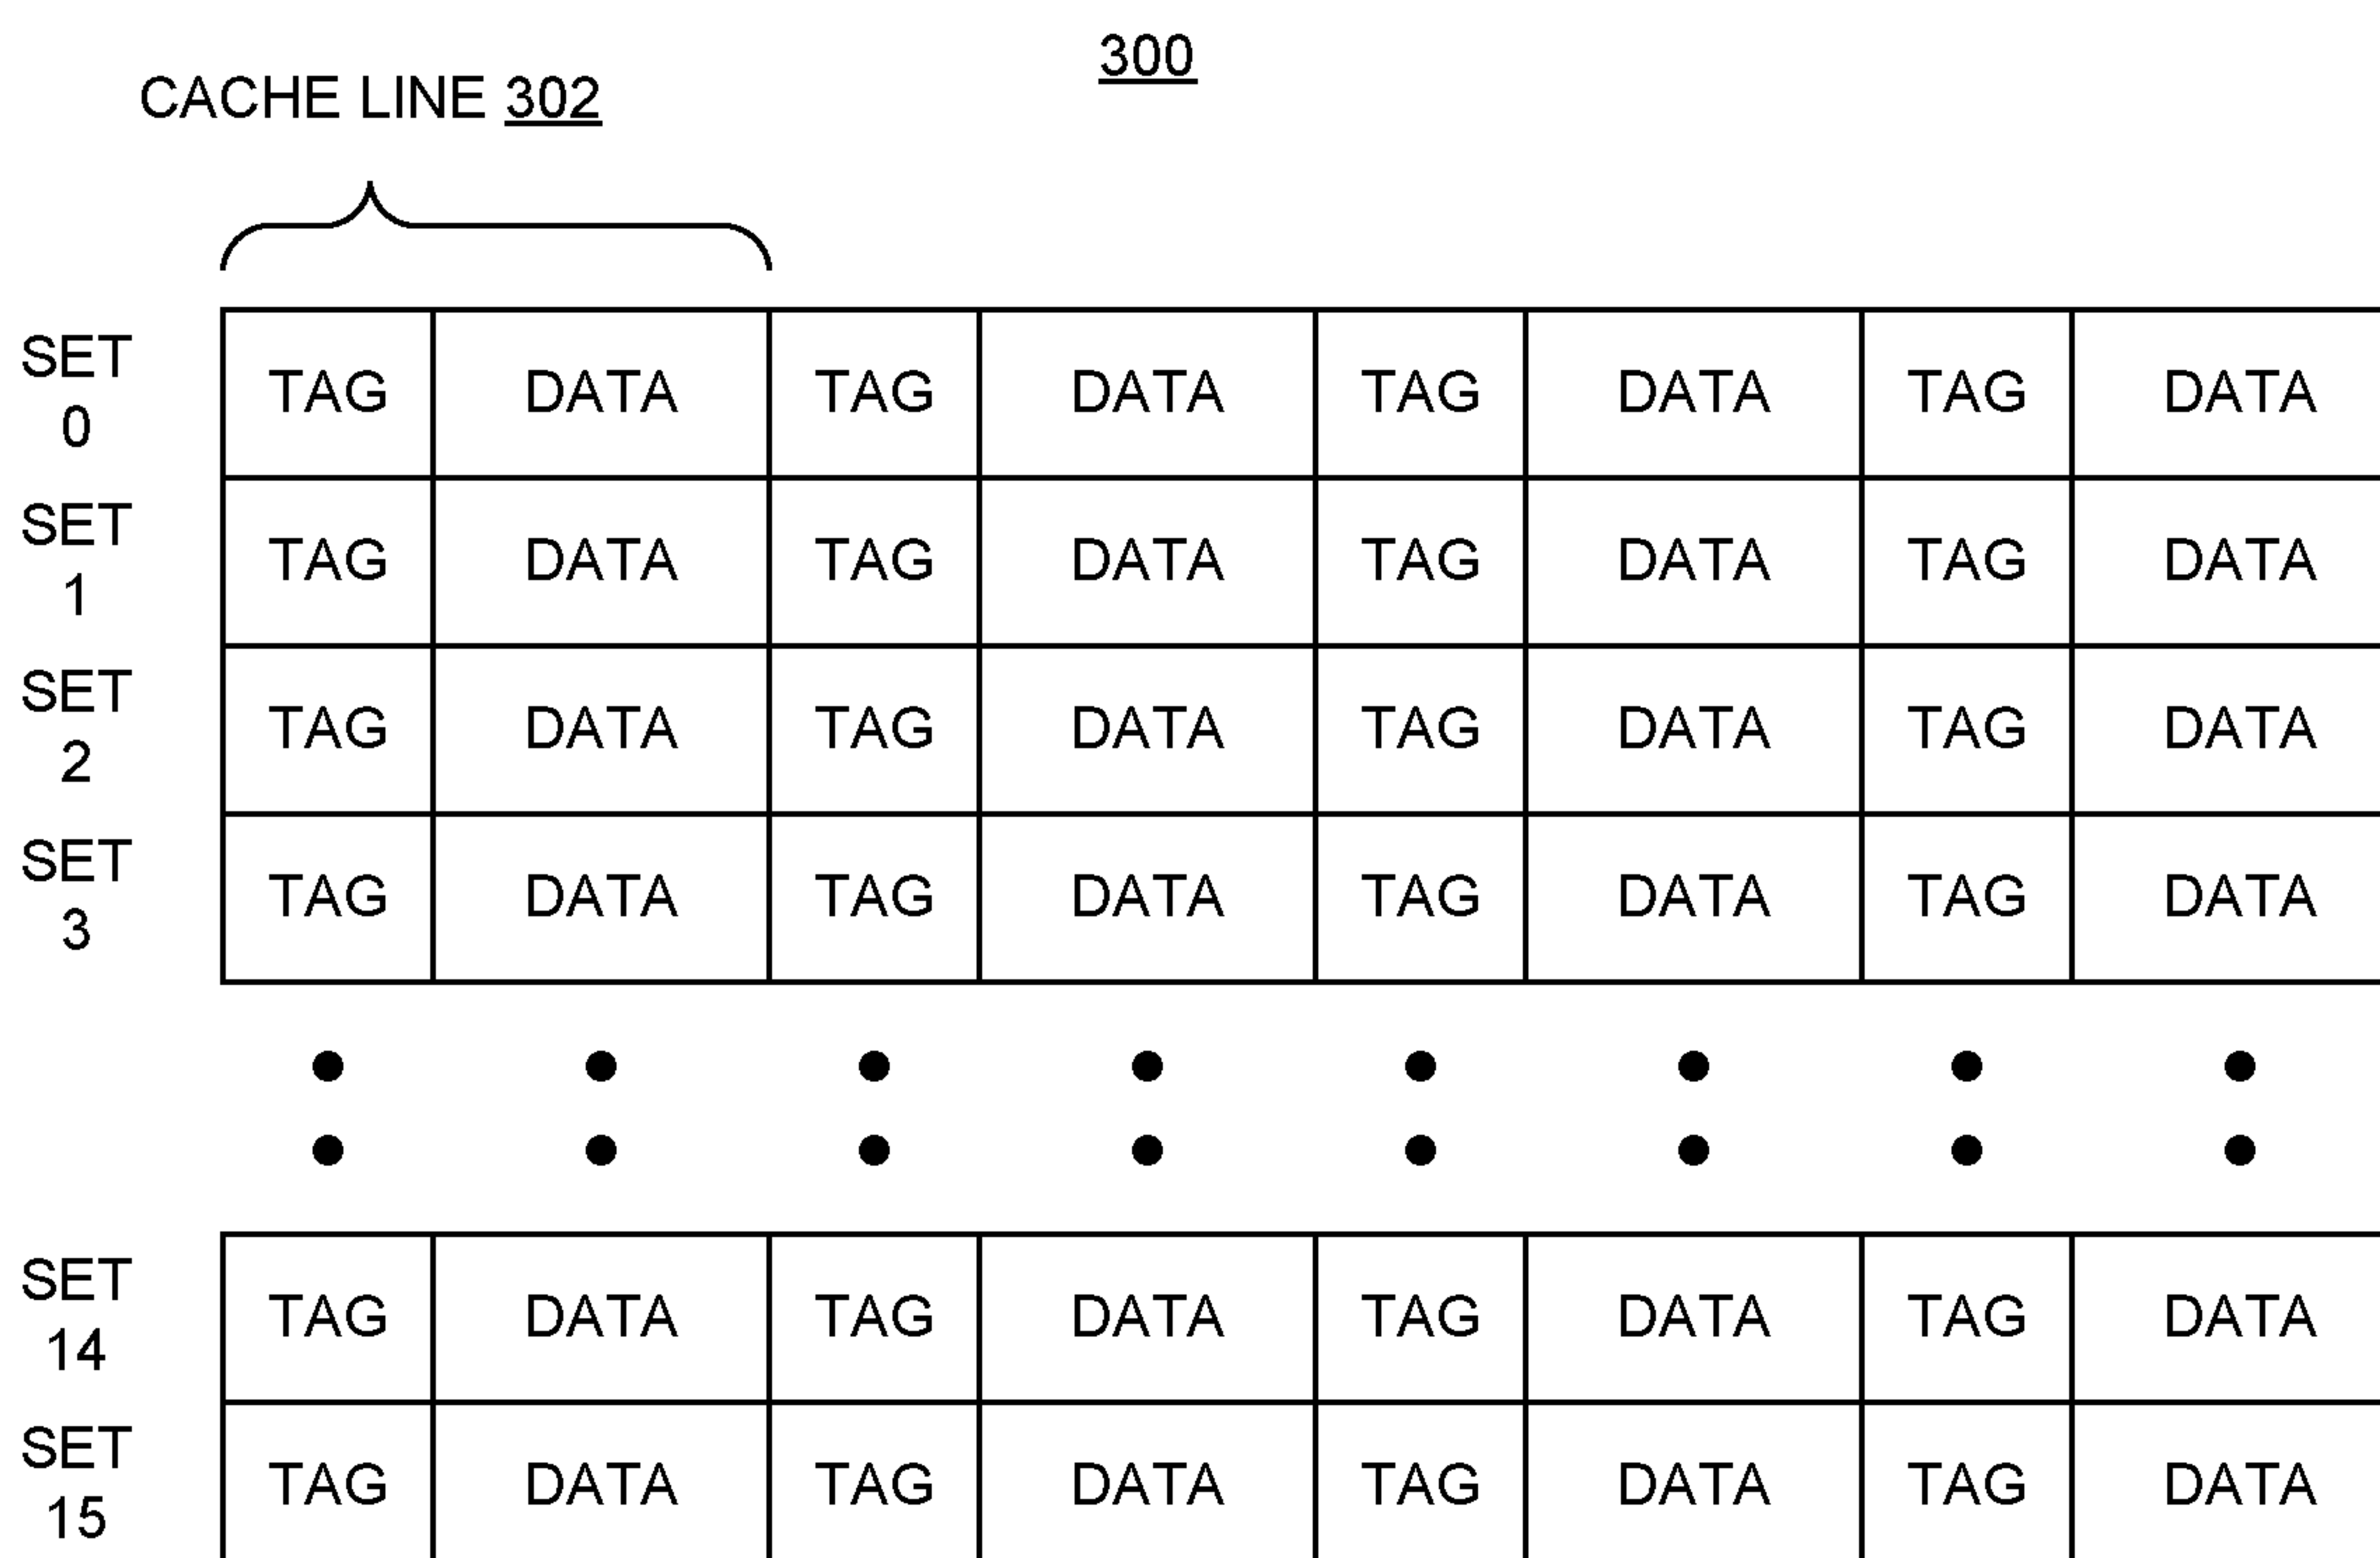 300
CACHE LINE 302
SET 0 TAG DATA TAG DATA TAG DATA TAG DATA
SET 1 TAG DATA TAG DATA TAG DATA TAG DATA
SET 2 TAG DATA TAG DATA TAG DATA TAG DATA
SET 3 TAG DATA TAG DATA TAG DATA TAG DATA
SET 14 TAG DATA TAG DATA TAG DATA TAG DATA
SET 15 TAG DATA TAG DATA TAG DATA TAG DATA